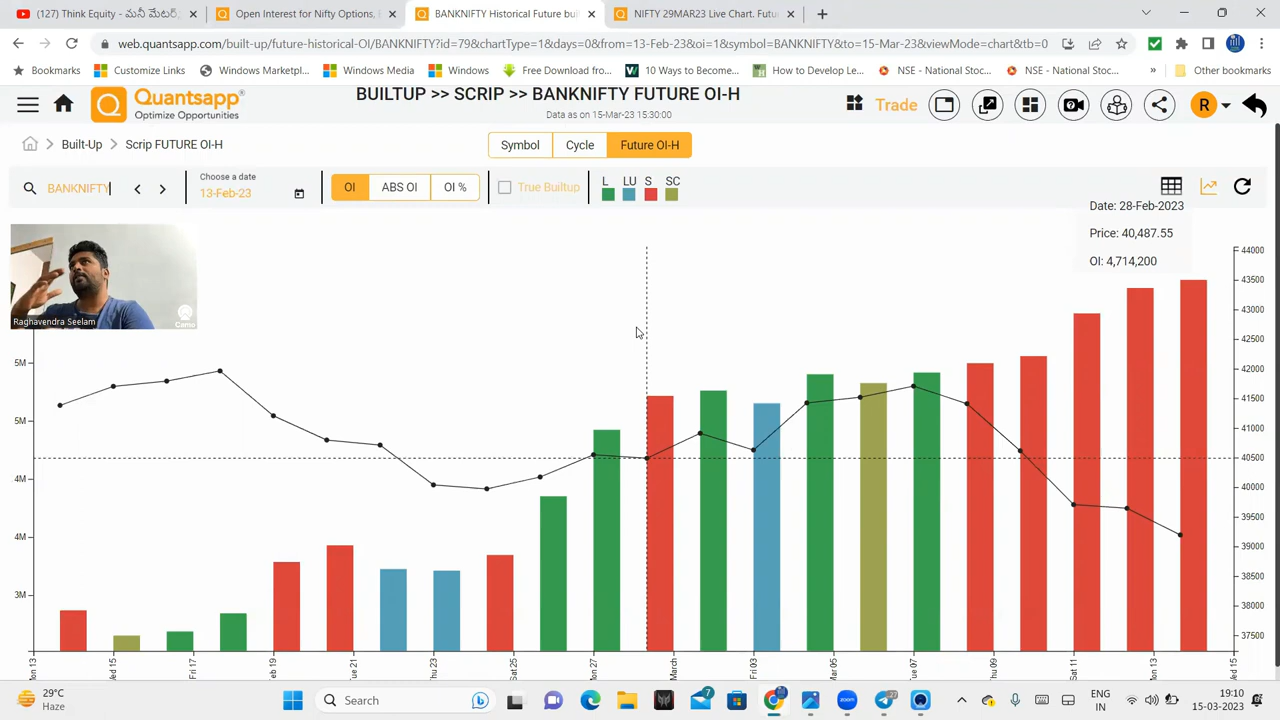 (127) Think Equity - మనీ మేటర్స్
Open Interest for Nifty Options, B
BANKNIFTY Historical Future bui
NIFTY 29MAR23 Live Chart. Futu
web.quantsapp.com/built-up/future-historical-OI/BANKNIFTY?id=79&chartType=1&days=0&from=13-Feb-23&oi=1&symbol=BANKNIFTY&to=15-Mar-23&viewMode=chart&tb=0
Bookmarks
Customize Links
Windows Marketpl...
Windows Media
Windows
Free Download fro...
10 Ways to Become...
How to Develop Le...
NSE - National Stoc...
NSE - National Stoc...
»
Other bookmarks
Quantsapp
Optimize Opportunities
BUILTUP >> SCRIP >> BANKNIFTY FUTURE OI-H
Data as on 15-Mar-23 15:30:00
Trade
R
Built-Up
Scrip FUTURE OI-H
Symbol
Cycle
Future OI-H
BANKNIFTY
Choose a date
13-Feb-23
OI
ABS OI
OI %
True Builtup
L LU S SC
Date: 28-Feb-2023
Price: 40,487.55
OI: 4,714,200
Raghavendra Seelam
Camo
5M
5M
4M
4M
3M
44000
43500
43000
42500
42000
41500
41000
40500
40000
39500
39000
38500
38000
37500
Mon 13
Wed 15
Fri 17
Feb 19
Tue 21
Thu 23
Sat 25
Mon 27
March
Fri 03
Mar 05
Tue 07
Thu 09
Sat 11
Mon 13
Wed 15
29°C
Haze
Search
7
zoom
ENG
IN
19:10
15-03-2023